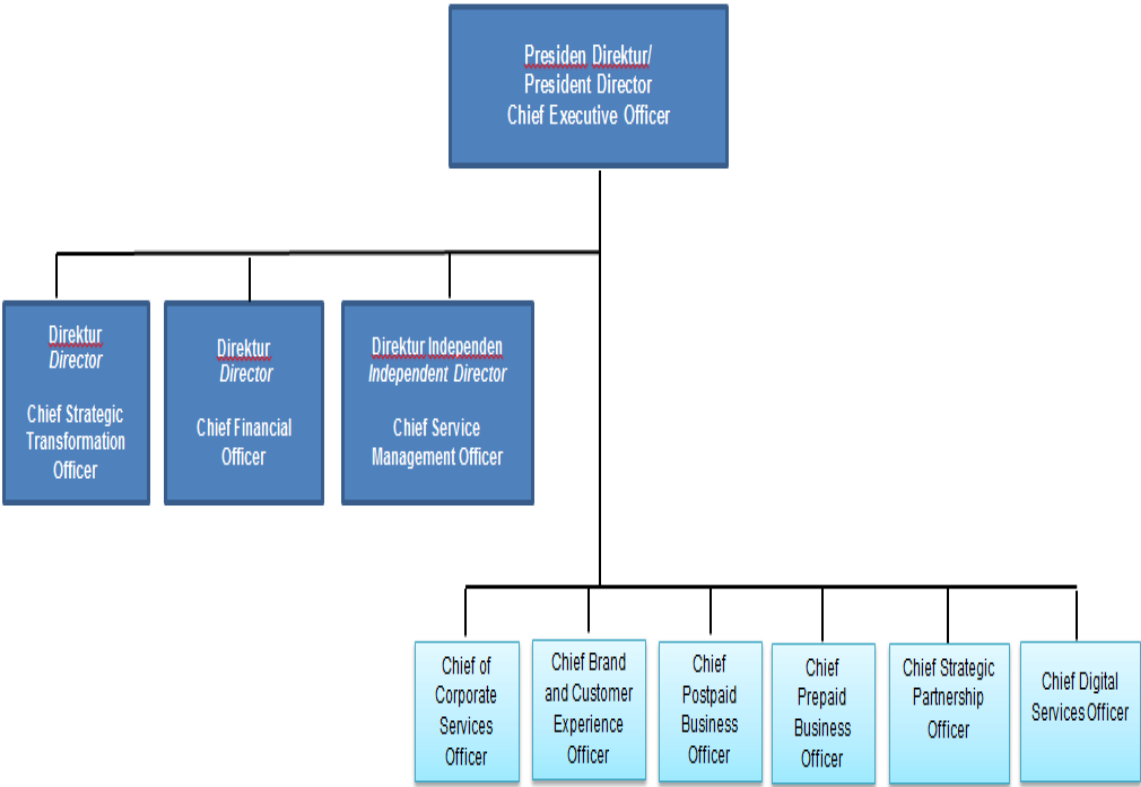 Presiden Direktur/
President Director
Chief Executive Officer
Direktur
Director
Chief Strategic
Transformation
Officer
Direktur
Director
Chief Financial
Officer
Direktur Independen
Independent Director
Chief Service
Management Officer
Chief of
Corporate
Services
Officer
Chief Brand
and Customer
Experience
Officer
Chief
Postpaid
Business
Officer
Chief
Prepaid
Business
Officer
Chief Strategic
Partnership
Officer
Chief Digital
Services Officer